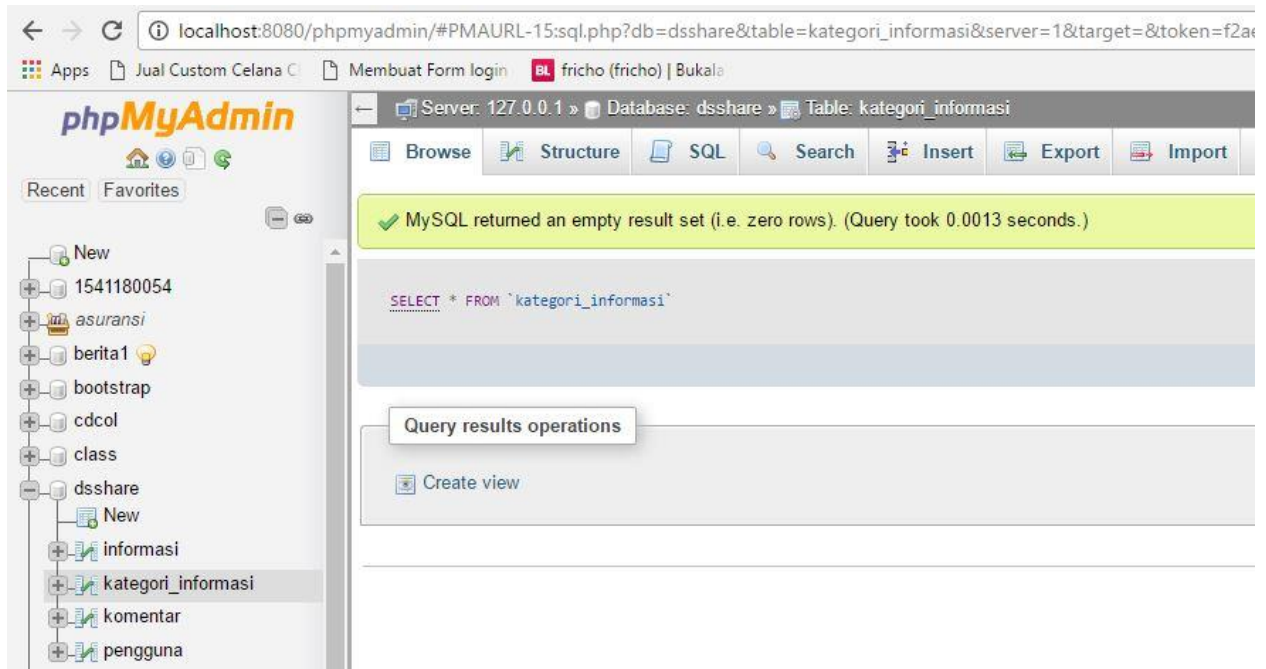 localhost:8080/phpmyadmin/#PMAURL-15:sql.php?db=dsshare&table=kategori_informasi&server=1&target=&token=f2ae
Apps Jual Custom Celana C Membuat Form login BL fricho (fricho) | Bukala
phpMyAdmin
Recent Favorites
New
1541180054
asuransi
berita1
bootstrap
cdcol
class
dsshare
New
informasi
kategori_informasi
komentar
pengguna
Server: 127.0.0.1 » Database: dsshare » Table: kategori_informasi
Browse Structure SQL Search Insert Export Import
MySQL returned an empty result set (i.e. zero rows). (Query took 0.0013 seconds.)
SELECT * FROM `kategori_informasi`
Query results operations
Create view